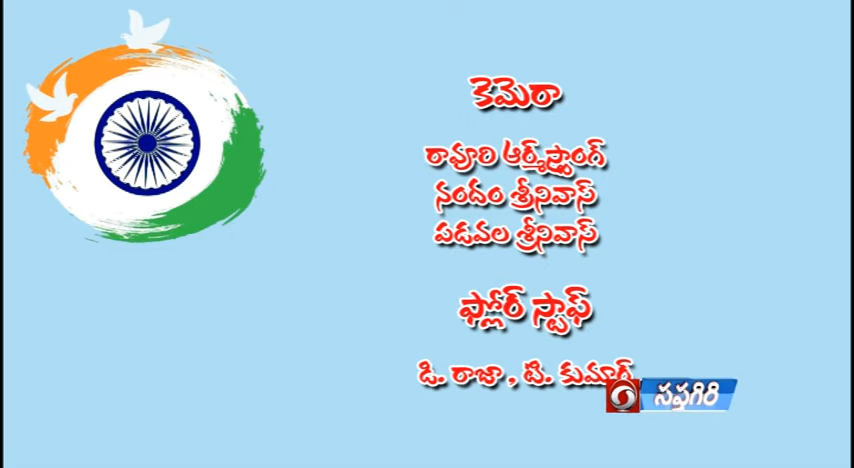 కెమెరా
రావూరి ఆర్మ్‌స్ట్రాంగ్
నందం శ్రీనివాస్
పడవల శ్రీనివాస్
ఫ్లోర్ స్టాఫ్
డి. రాజా , టి. కుమార్
సప్తగిరి